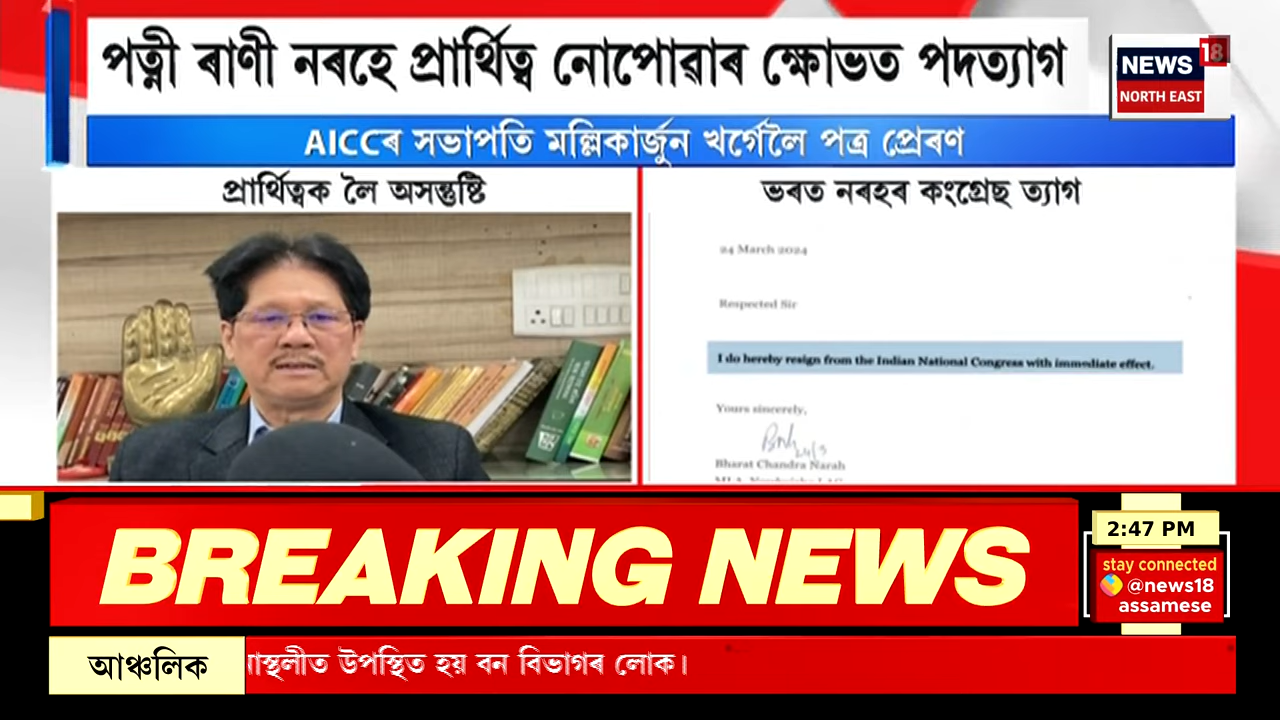 পত্নী ৰাণী নৰহে প্ৰাৰ্থিত্ব নোপোৱাৰ ক্ষোভত পদত্যাগ
NEWS 18
NORTH EAST
AICCৰ সভাপতি মল্লিকাৰ্জুন খৰ্গেলৈ পত্ৰ প্ৰেৰণ
প্ৰাৰ্থিত্বক লৈ অসন্তুষ্টি
ভৰত নৰহৰ কংগ্ৰেছ ত্যাগ
24 March 2024
Respected Sir
I do hereby resign from the Indian National Congress with immediate effect.
Yours sincerely,
Bharat Chandra Narah
BREAKING NEWS
2:47 PM
stay connected
@news18
assamese
আঞ্চলিক
উপস্থিত হয় বন বিভাগৰ লোক।